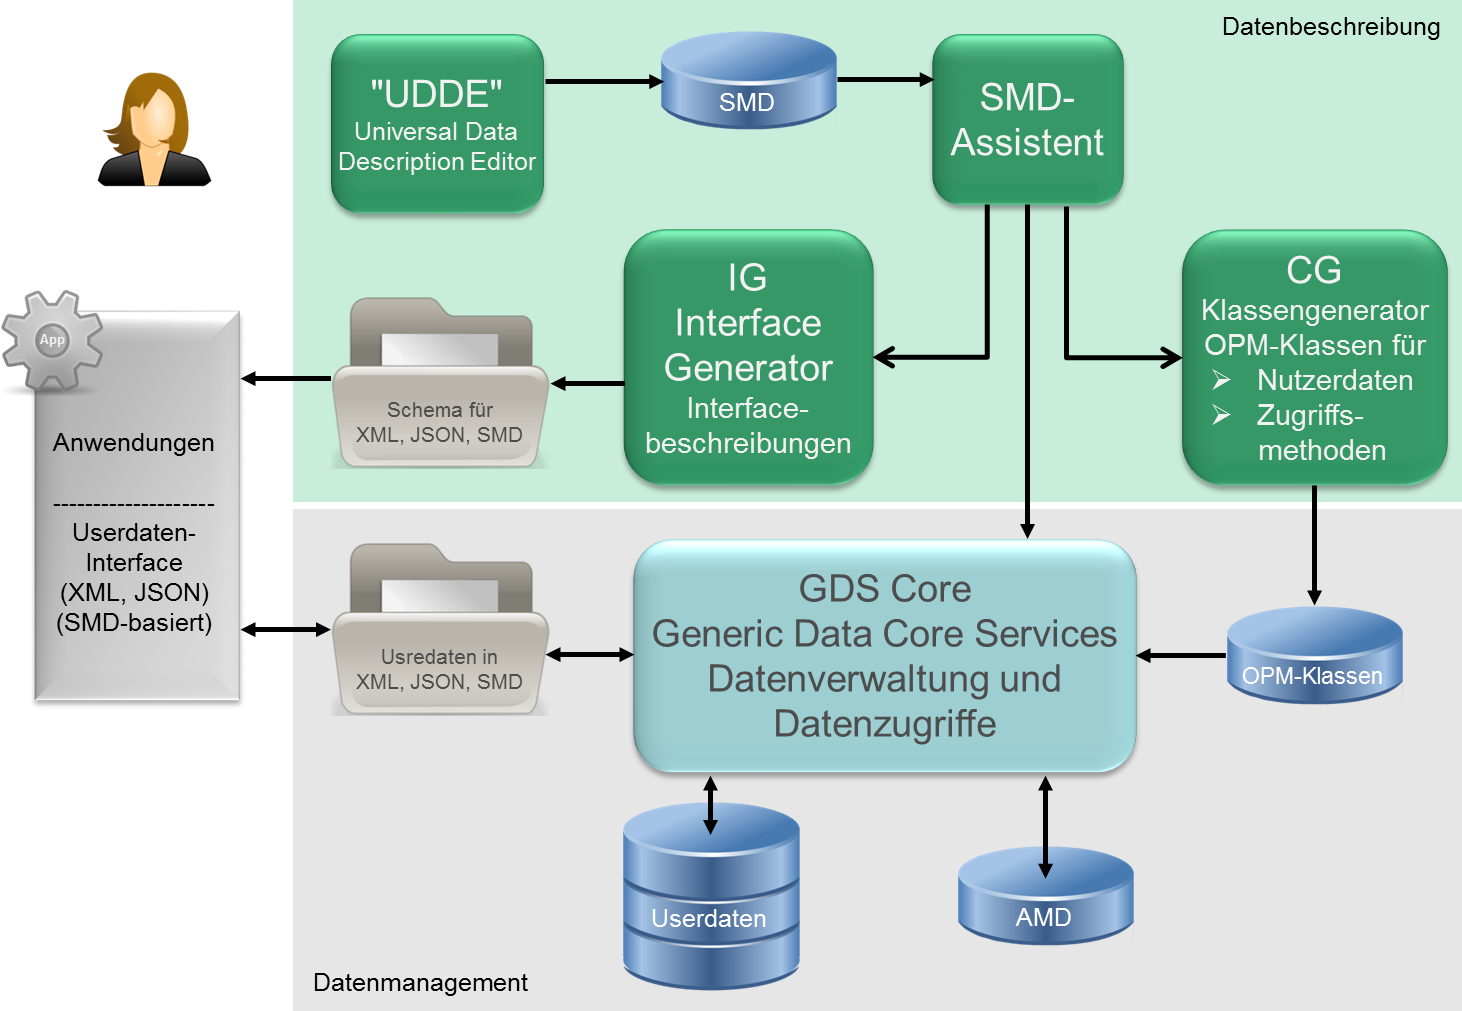 Datenbeschreibung
"UDDE"
Universal Data
Description Editor
SMD
SMD-
Assistent
IG
Interface
Generator
Interface-
beschreibungen
CG
Klassengenerator
OPM-Klassen für
➢ Nutzerdaten
➢ Zugriffs-
methoden
Schema für
XML, JSON, SMD
App
Anwendungen
---------------------
Userdaten-
Interface
(XML, JSON)
(SMD-basiert)
Usredaten in
XML, JSON, SMD
GDS Core
Generic Data Core Services
Datenverwaltung und
Datenzugriffe
OPM-Klassen
Userdaten
AMD
Datenmanagement